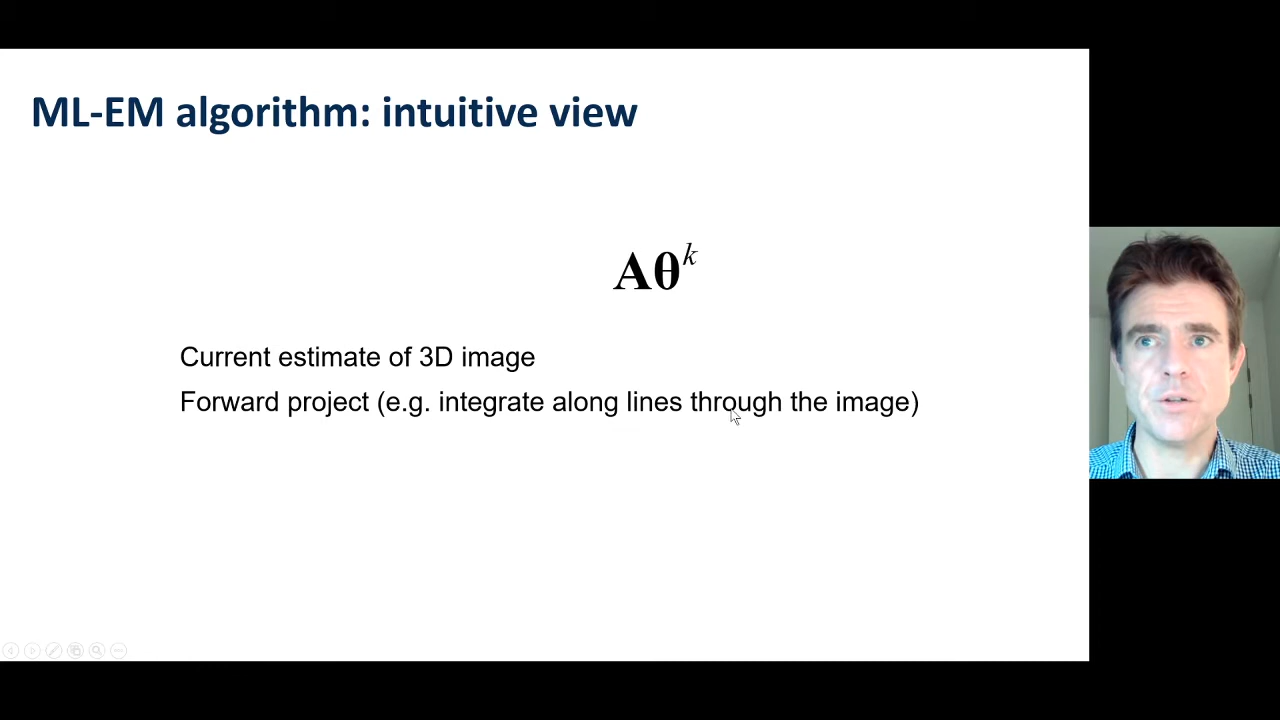 ML-EM algorithm: intuitive view
Aθ^k
Current estimate of 3D image
Forward project (e.g. integrate along lines through the image)